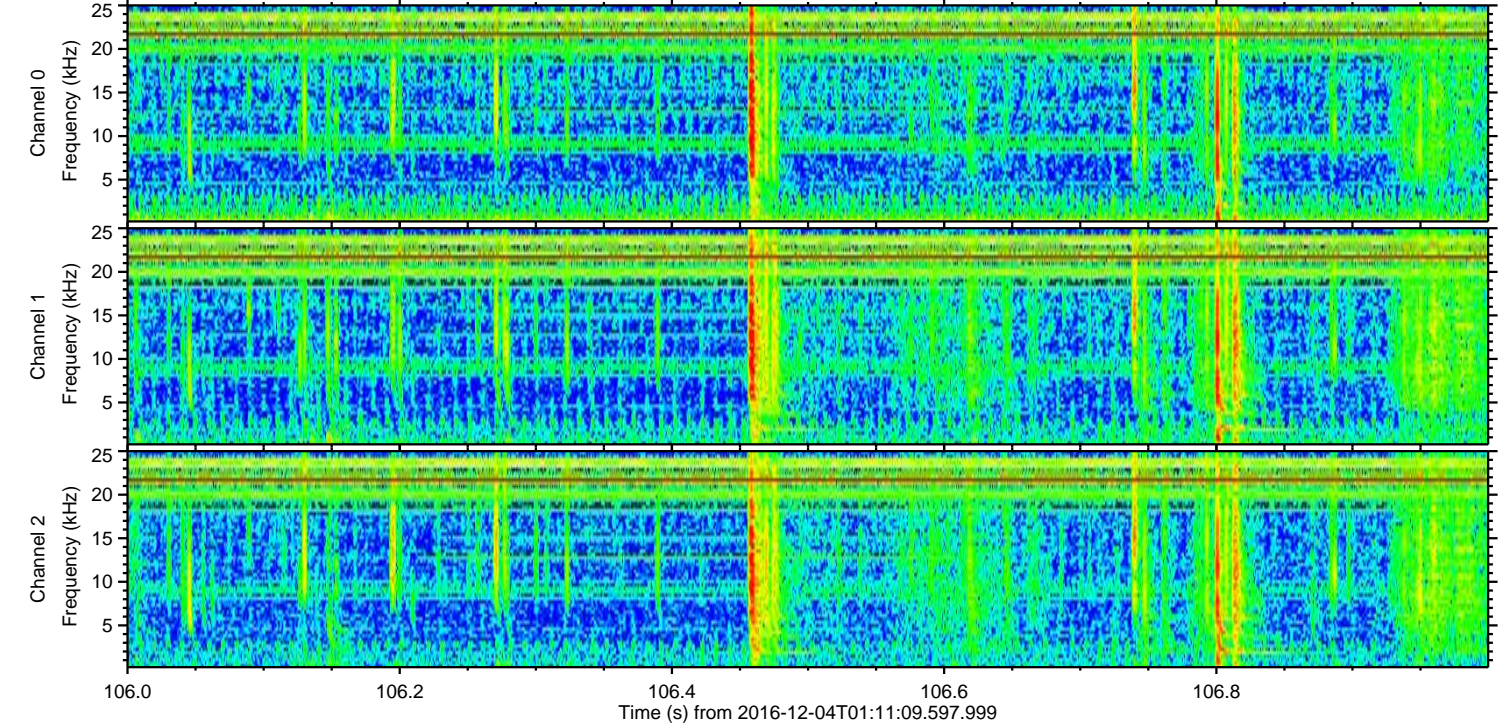 25
20
15
10
5
Channel 0
Frequency (kHz)
25
20
15
10
5
Channel 1
Frequency (kHz)
25
20
15
10
5
Channel 2
Frequency (kHz)
106.0 106.2 106.4 106.6 106.8
Time (s) from 2016-12-04T01:11:09.597.999